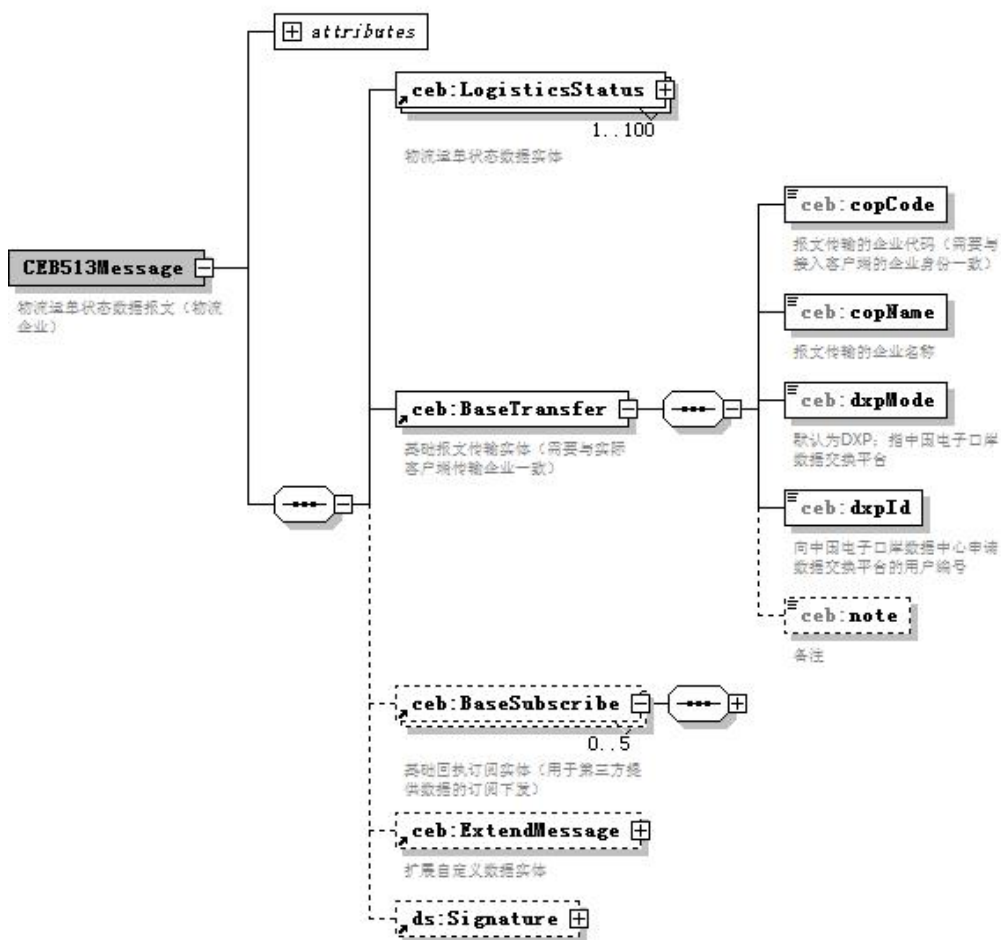 attributes
ceb:LogisticsStatus
1..100
物流运单状态数据实体
CEB513Message
物流运单状态数据报文（物流
企业）
ceb:BaseTransfer
基础报文传输实体（需要与实际
客户端传输企业一致）
ceb:copCode
报文传输的企业代码（需要与
接入客户端的企业身份一致）
ceb:copName
报文传输的企业名称
ceb:dxpMode
默认为DXP；指中国电子口岸
数据交换平台
ceb:dxpId
向中国电子口岸数据中心申请
数据交换平台的用户编号
ceb:note
备注
ceb:BaseSubscribe
0..5
基础回执订阅实体（用于第三方提
供数据的订阅下发）
ceb:ExtendMessage
扩展自定义数据实体
ds:Signature